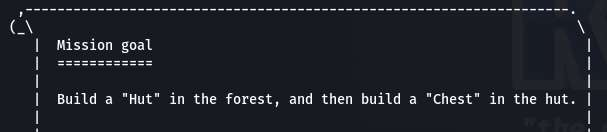 Mission goal
============
Build a "Hut" in the forest, and then build a "Chest" in the hut.